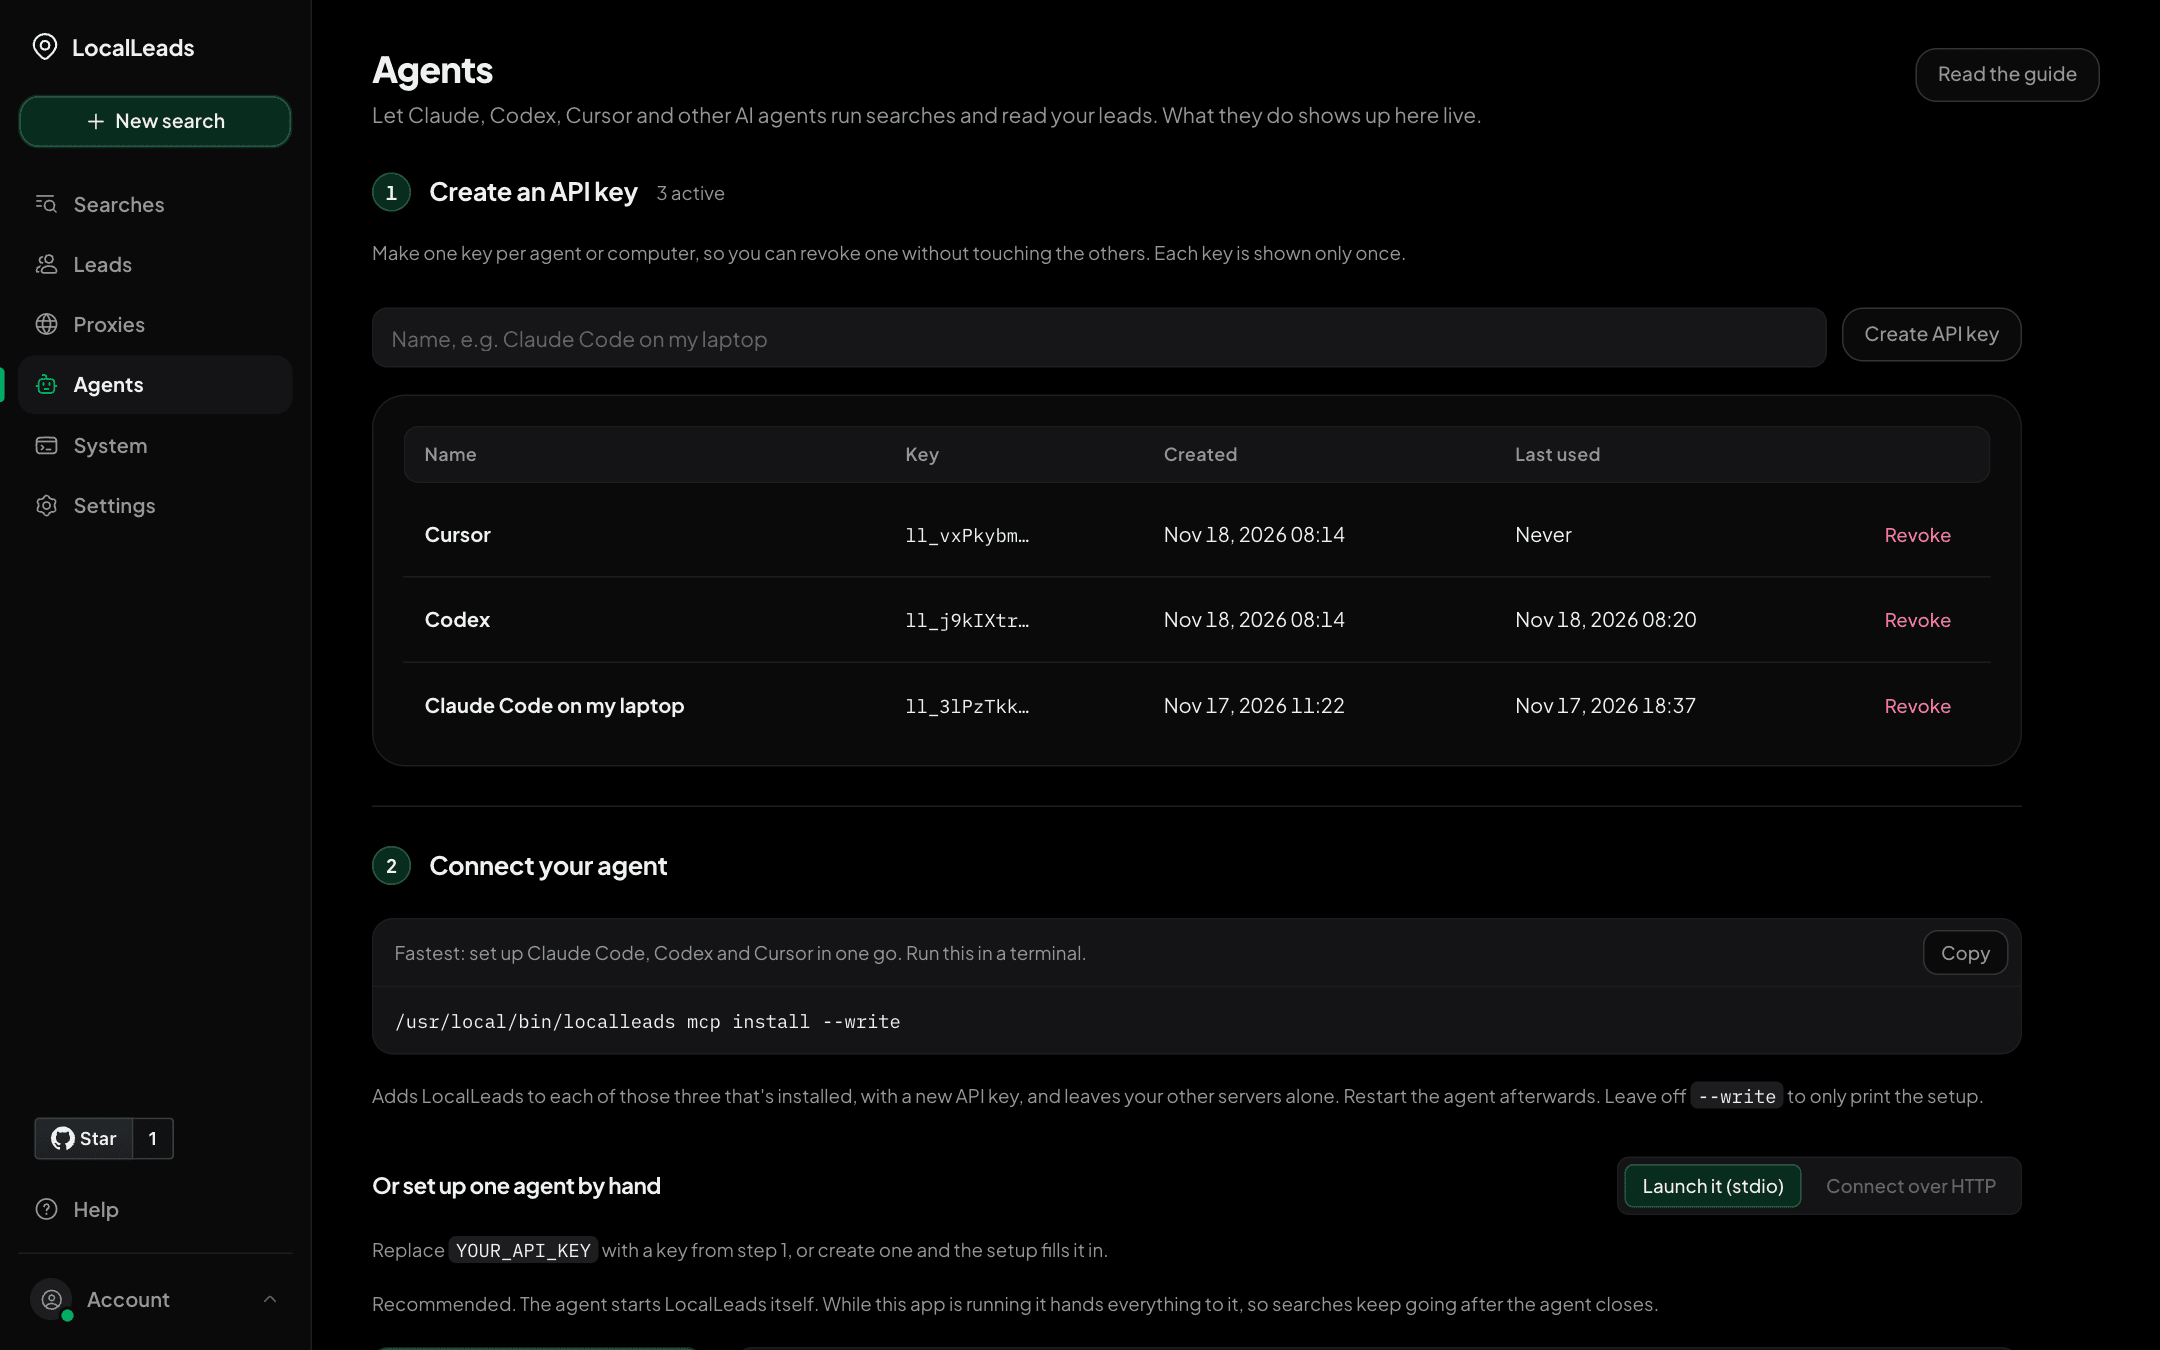 LocalLeads
+ New search
Searches
Leads
Proxies
Agents
System
Settings
Star 1
Help
Account
Agents
Read the guide
Let Claude, Codex, Cursor and other AI agents run searches and read your leads. What they do shows up here live.
1 Create an API key 3 active
Make one key per agent or computer, so you can revoke one without touching the others. Each key is shown only once.
Name, e.g. Claude Code on my laptop
Create API key
Name Key Created Last used
Cursor ll_vxPkybm… Nov 18, 2026 08:14 Never Revoke
Codex ll_j9kIXtr… Nov 18, 2026 08:14 Nov 18, 2026 08:20 Revoke
Claude Code on my laptop ll_3lPzTkk… Nov 17, 2026 11:22 Nov 17, 2026 18:37 Revoke
2 Connect your agent
Fastest: set up Claude Code, Codex and Cursor in one go. Run this in a terminal.
Copy
/usr/local/bin/localleads mcp install --write
Adds LocalLeads to each of those three that's installed, with a new API key, and leaves your other servers alone. Restart the agent afterwards. Leave off --write to only print the setup.
Or set up one agent by hand
Launch it (stdio) Connect over HTTP
Replace YOUR_API_KEY with a key from step 1, or create one and the setup fills it in.
Recommended. The agent starts LocalLeads itself. While this app is running it hands everything to it, so searches keep going after the agent closes.